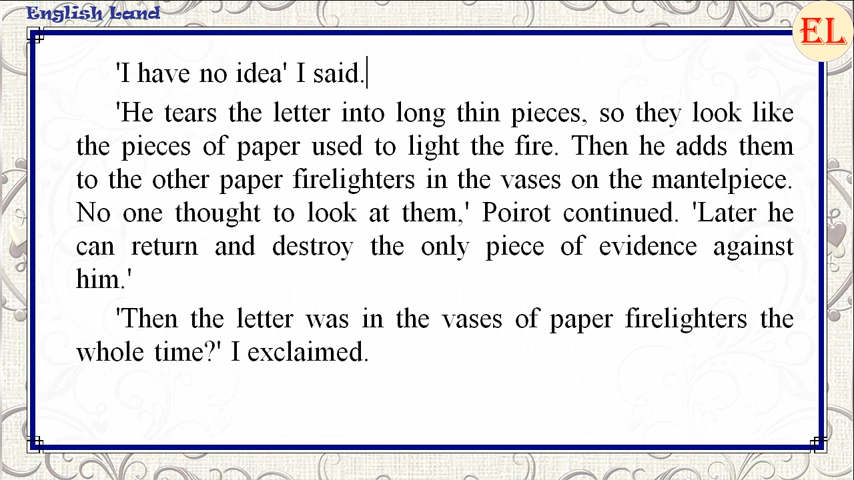 English Land
EL
'I have no idea' I said.
'He tears the letter into long thin pieces, so they look like
the pieces of paper used to light the fire. Then he adds them
to the other paper firelighters in the vases on the mantelpiece.
No one thought to look at them,' Poirot continued. 'Later he
can return and destroy the only piece of evidence against
him.'
'Then the letter was in the vases of paper firelighters the
whole time?' I exclaimed.